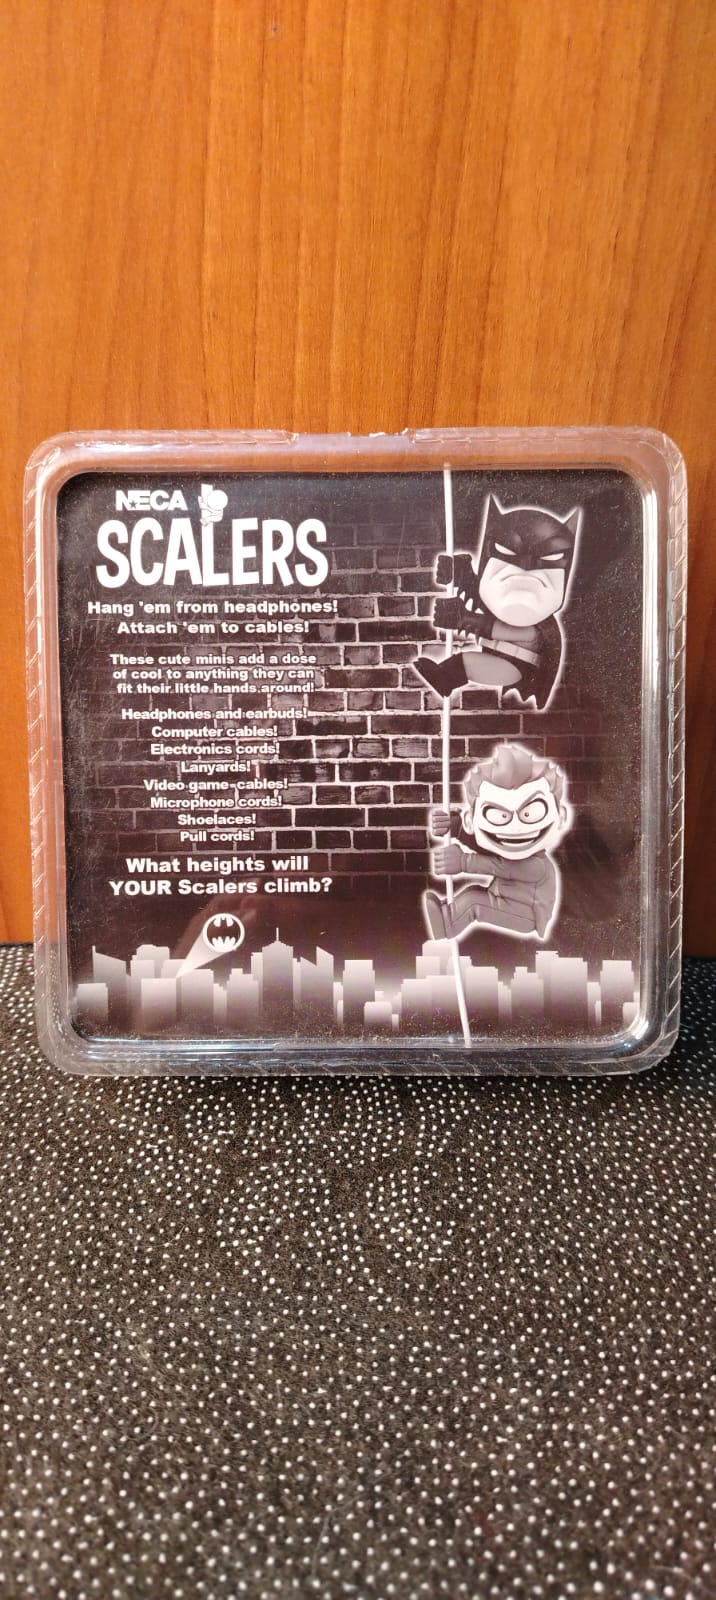 NECA
SCALERS
Hang 'em from headphones!
Attach 'em to cables!
These cute minis add a dose
of cool to anything they can
fit their little hands around!
Headphones and earbuds!
Computer cables!
Electronics cords!
Lanyards!
Video game cables!
Microphone cords!
Shoelaces!
Pull cords!
What heights will
YOUR Scalers climb?